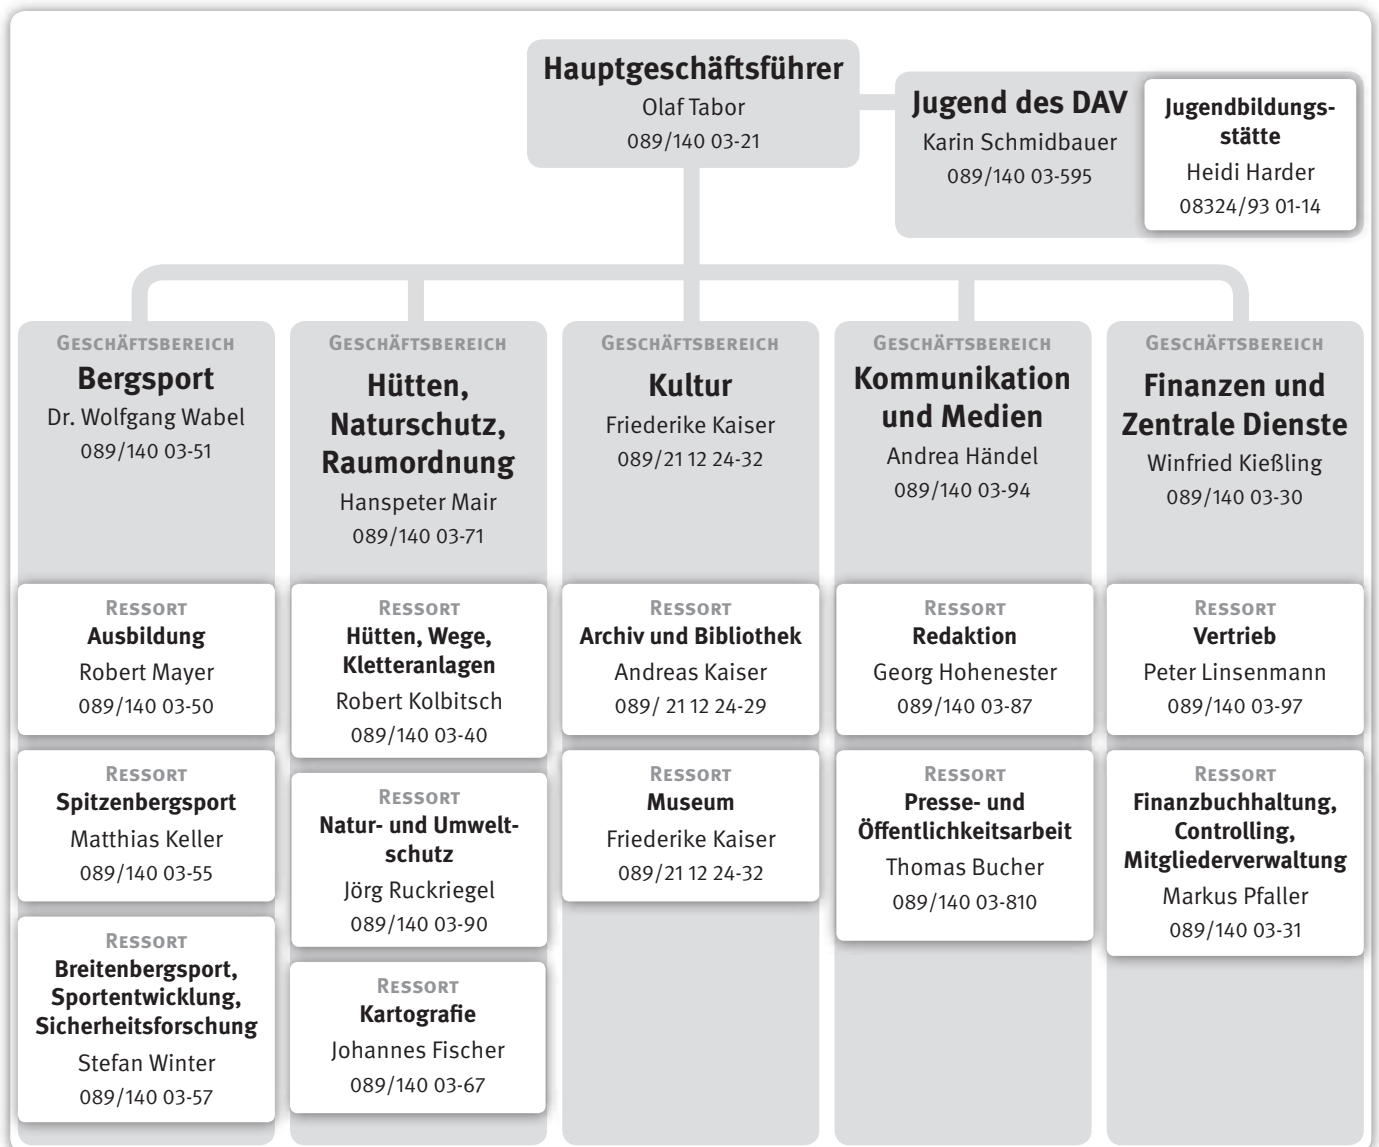 Hauptgeschäftsführer
Olaf Tabor
089/140 03-21
Jugend des DAV
Karin Schmidbauer
089/140 03-595
Jugendbildungs-
stätte
Heidi Harder
08324/93 01-14
Geschäftsbereich
Bergsport
Dr. Wolfgang Wabel
089/140 03-51
Ressort
Ausbildung
Robert Mayer
089/140 03-50
Ressort
Spitzenbergsport
Matthias Keller
089/140 03-55
Ressort
Breitenbergsport,
Sportentwicklung,
Sicherheitsforschung
Stefan Winter
089/140 03-57
Geschäftsbereich
Hütten,
Naturschutz,
Raumordnung
Hanspeter Mair
089/140 03-71
Ressort
Hütten, Wege,
Kletteranlagen
Robert Kolbitsch
089/140 03-40
Ressort
Natur- und Umwelt-
schutz
Jörg Ruckriegel
089/140 03-90
Ressort
Kartografie
Johannes Fischer
089/140 03-67
Geschäftsbereich
Kultur
Friederike Kaiser
089/21 12 24-32
Ressort
Archiv und Bibliothek
Andreas Kaiser
089/ 21 12 24-29
Ressort
Museum
Friederike Kaiser
089/21 12 24-32
Geschäftsbereich
Kommunikation
und Medien
Andrea Händel
089/140 03-94
Ressort
Redaktion
Georg Hohenester
089/140 03-87
Ressort
Presse- und
Öffentlichkeitsarbeit
Thomas Bucher
089/140 03-810
Geschäftsbereich
Finanzen und
Zentrale Dienste
Winfried Kießling
089/140 03-30
Ressort
Vertrieb
Peter Linsenmann
089/140 03-97
Ressort
Finanzbuchhaltung,
Controlling,
Mitgliederverwaltung
Markus Pfaller
089/140 03-31